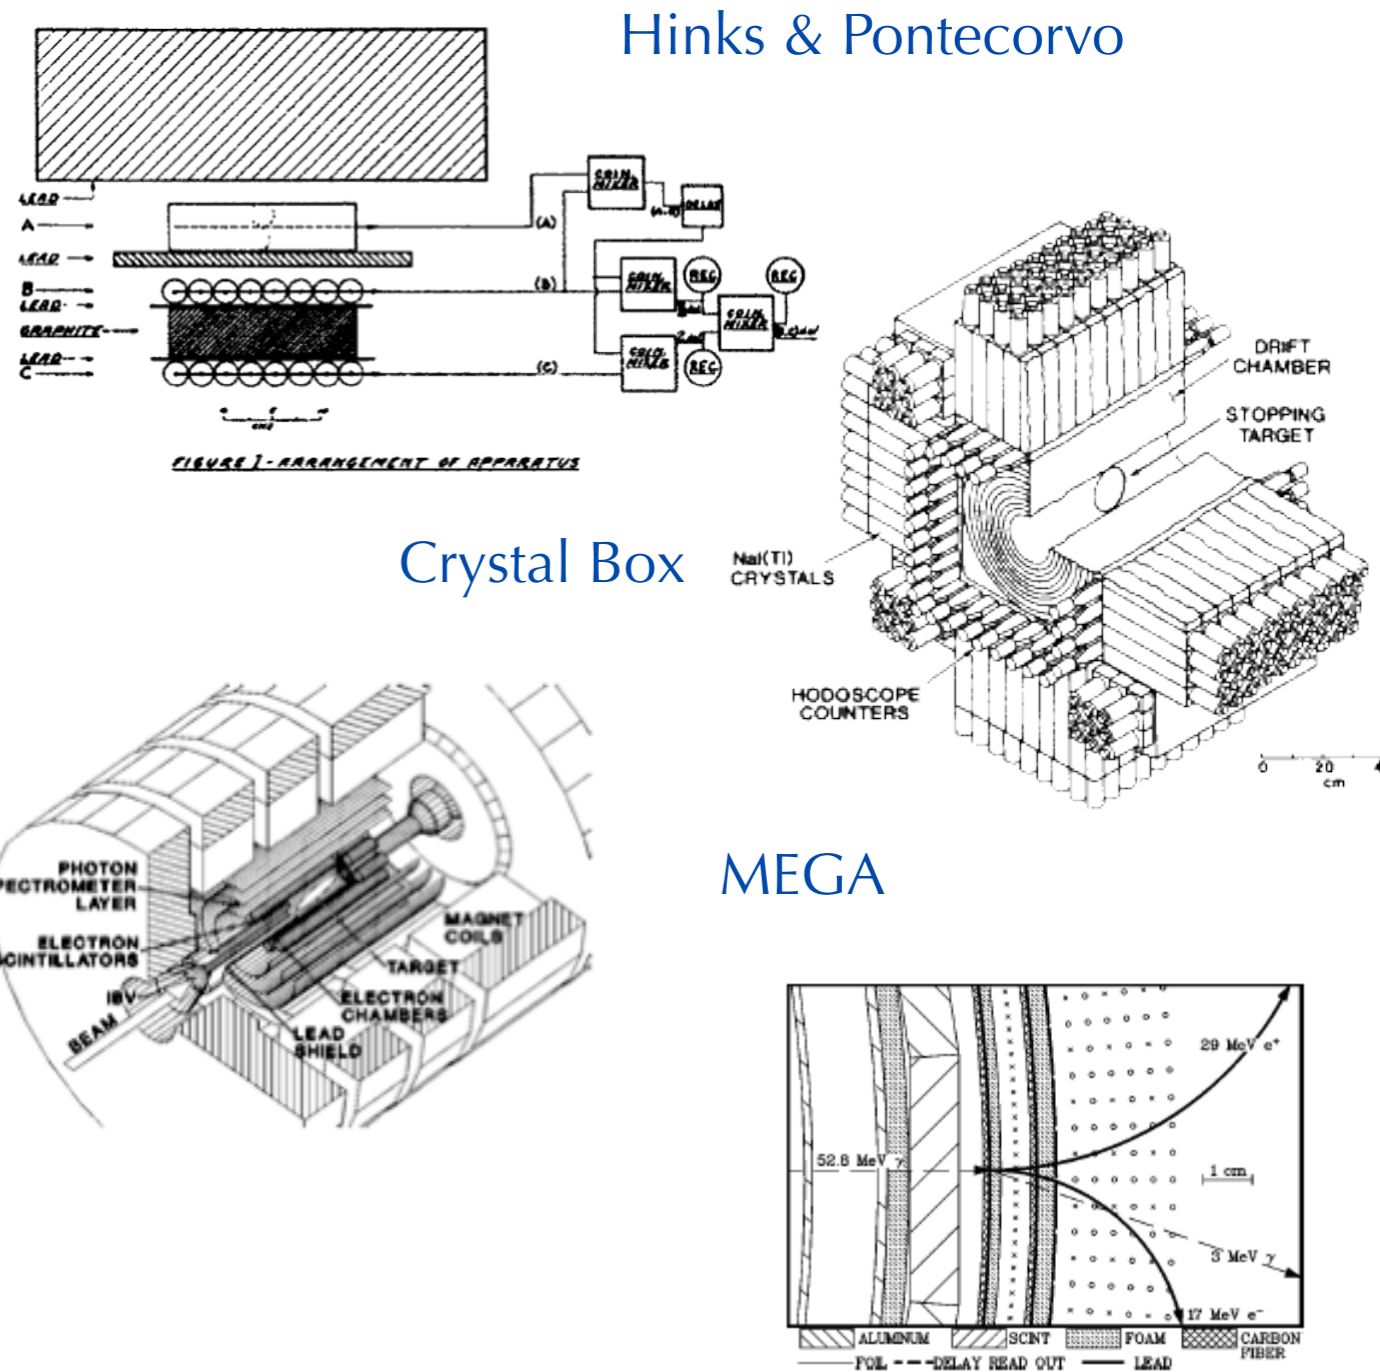 Hinks & Pontecorvo
LEAD
A
LEAD
B
LEAD
GRAPHITE
LEAD
C
(A)
(B)
(C)
COIN.
MIXER
DELAY
COIN.
MIXER
REG
REG
COIN.
MIXER
COIN.
MIXER
REG
FIGURE 1 - ARRANGEMENT OF APPARATUS
DRIFT
CHAMBER
STOPPING
TARGET
NaI(Tl)
CRYSTALS
HODOSCOPE
COUNTERS
0 20
cm
Crystal Box
PHOTON
PECTROMETER
LAYER
ELECTRON
SCINTILLATORS
IBV
BEAM
MAGNET
COILS
TARGET
ELECTRON
CHAMBERS
LEAD
SHIELD
MEGA
29 MeV e⁺
52.8 MeV γ
1 cm
3 MeV γ
17 MeV e⁻
ALUMINUM SCINT FOAM CARBON
FIBER
FOIL DELAY READ OUT LEAD